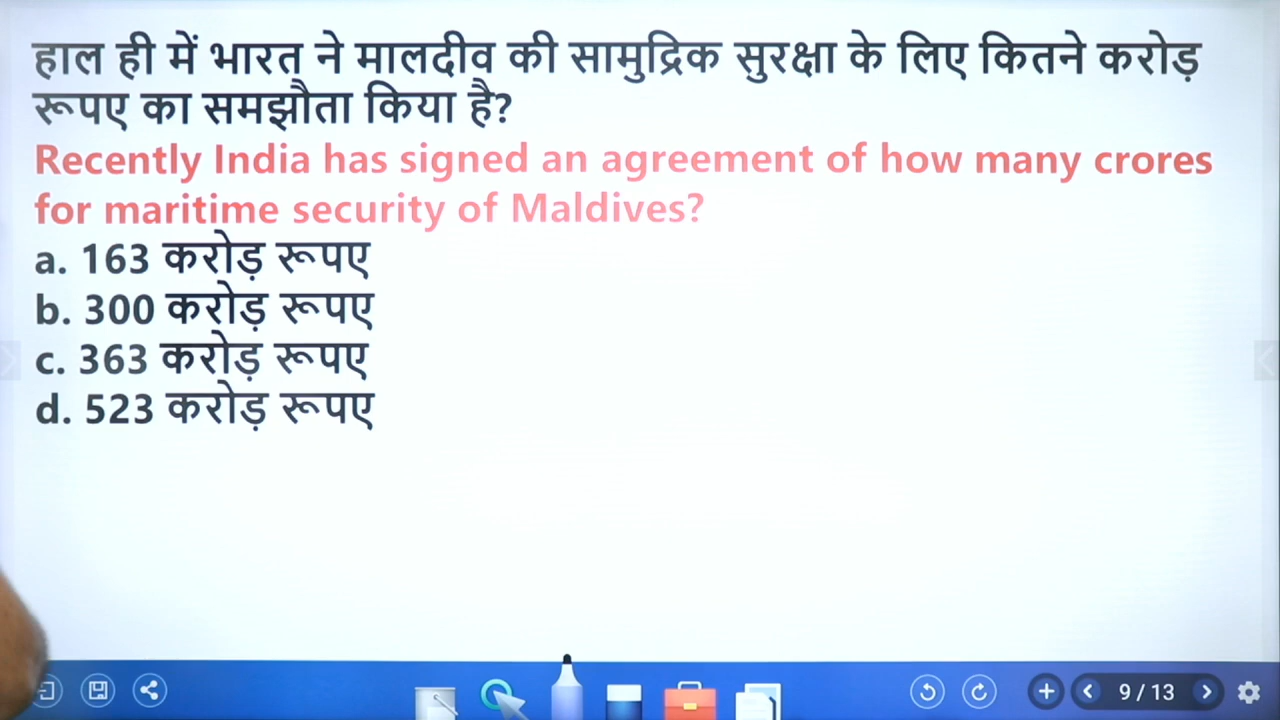 हाल ही में भारत ने मालदीव की सामुद्रिक सुरक्षा के लिए कितने करोड़
रूपए का समझौता किया है?
Recently India has signed an agreement of how many crores
for maritime security of Maldives?
a. 163 करोड़ रूपए
b. 300 करोड़ रूपए
c. 363 करोड़ रूपए
d. 523 करोड़ रूपए
9 / 13